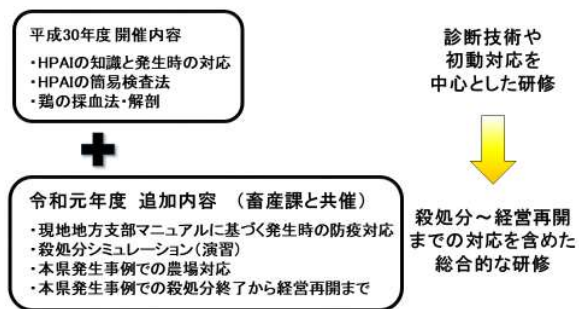 平成30年度 開催内容
・HPAIの知識と発生時の対応
・HPAIの簡易検査法
・鶏の採血法・解剖
診断技術や
初動対応を
中心とした研修
令和元年度 追加内容 （畜産課と共催）
・現地地方支部マニュアルに基づく発生時の防疫対応
・殺処分シミュレーション（演習）
・本県発生事例での農場対応
・本県発生事例での殺処分終了から経営再開まで
殺処分～経営再開
までの対応を含めた
総合的な研修